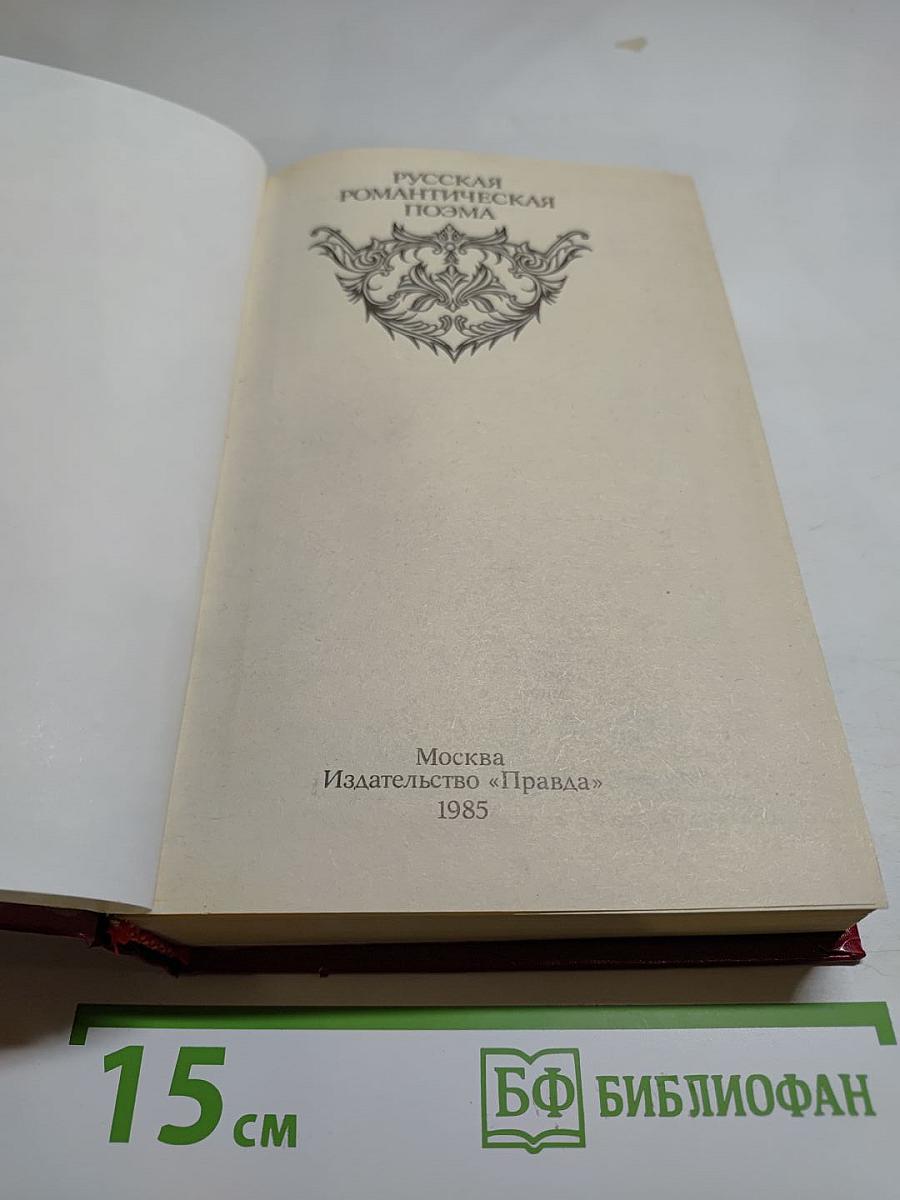 РУССКАЯ
РОМАНТИЧЕСКАЯ
ПОЭМА
Москва
Издательство «Правда»
1985
15 см
БФ БИБЛИОФАН